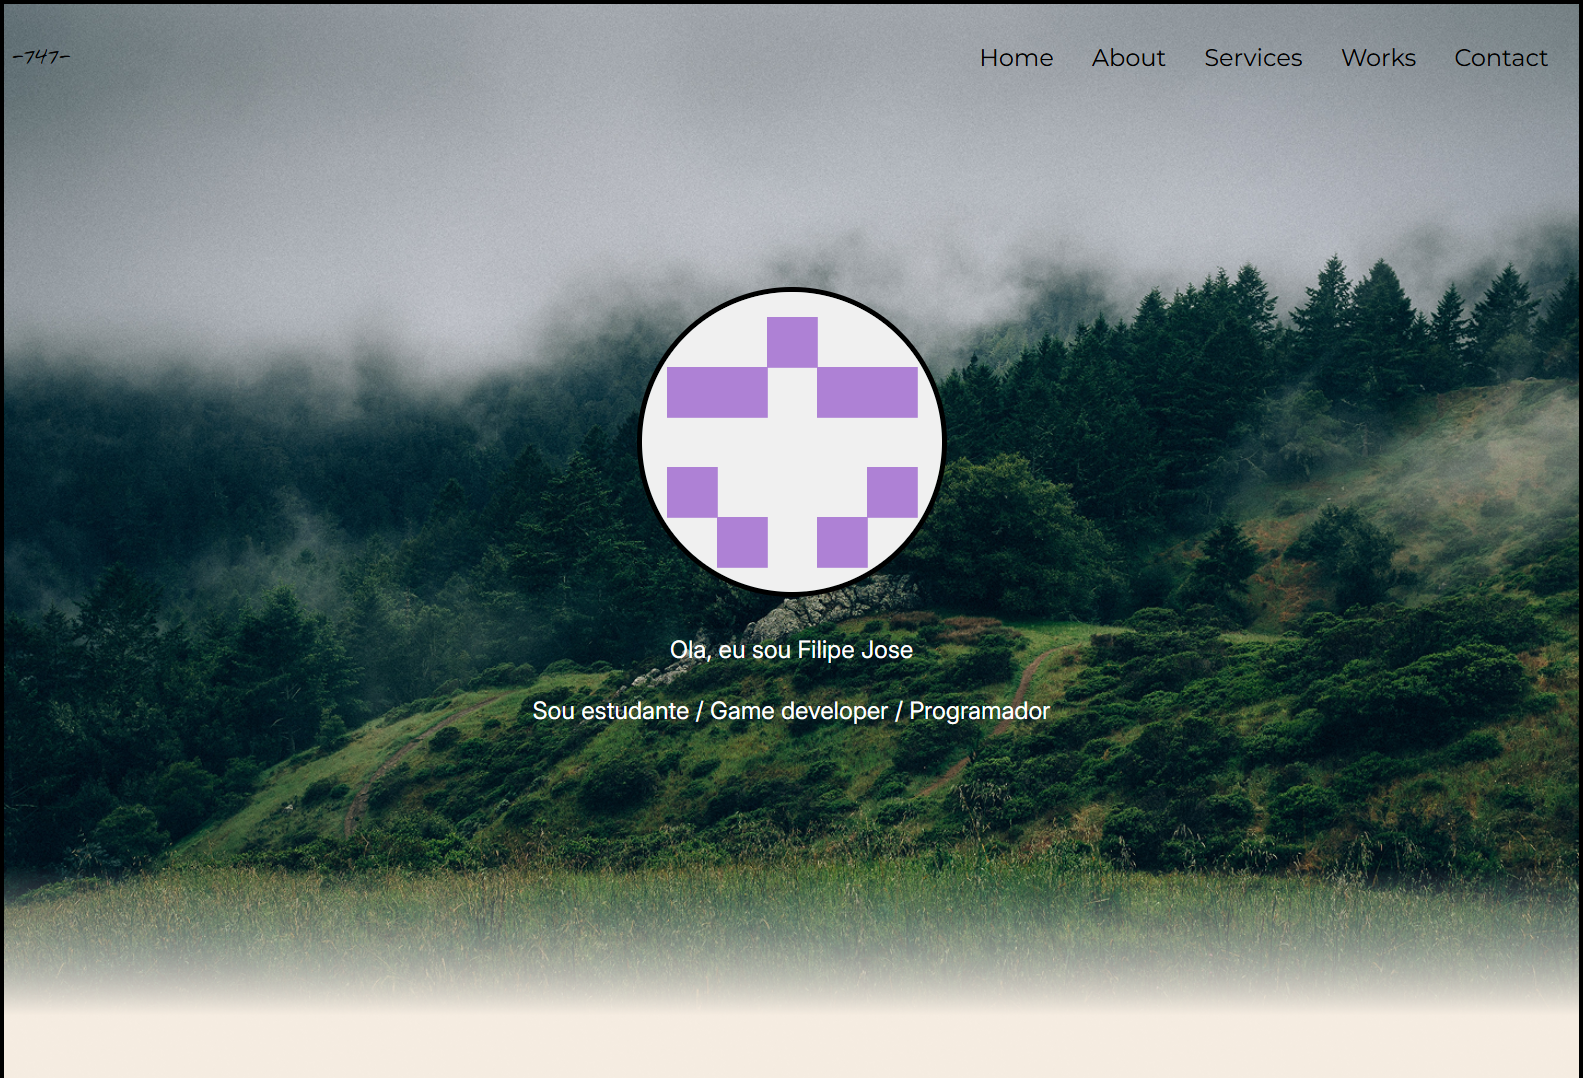 -747-
Home About Services Works Contact
Ola, eu sou Filipe Jose
Sou estudante / Game developer / Programador